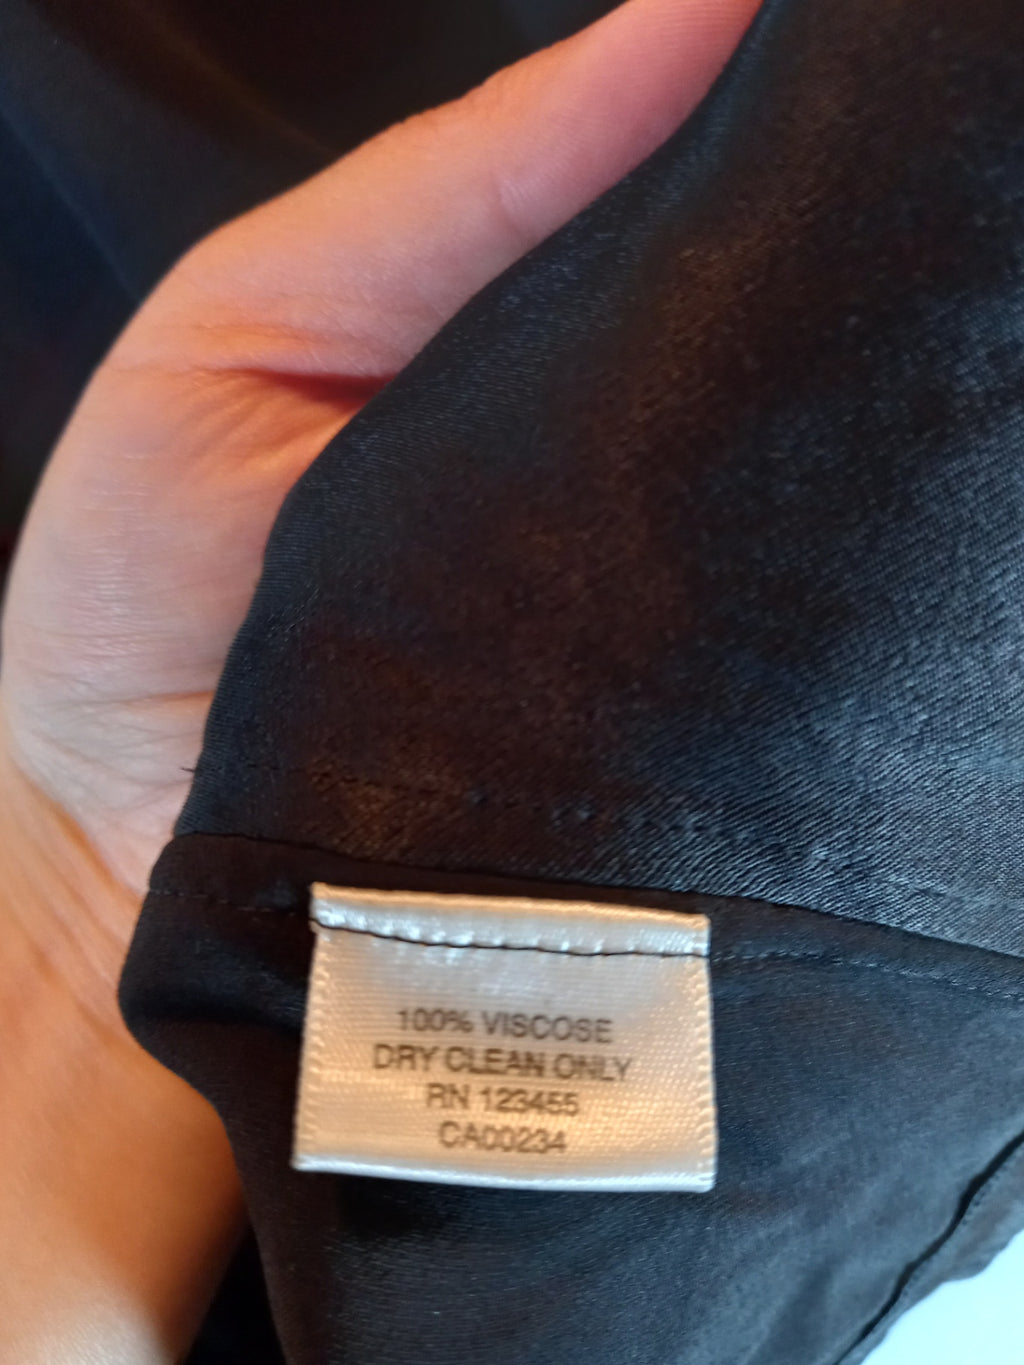 100% VISCOSE
DRY CLEAN ONLY
RN 123455
CA00234